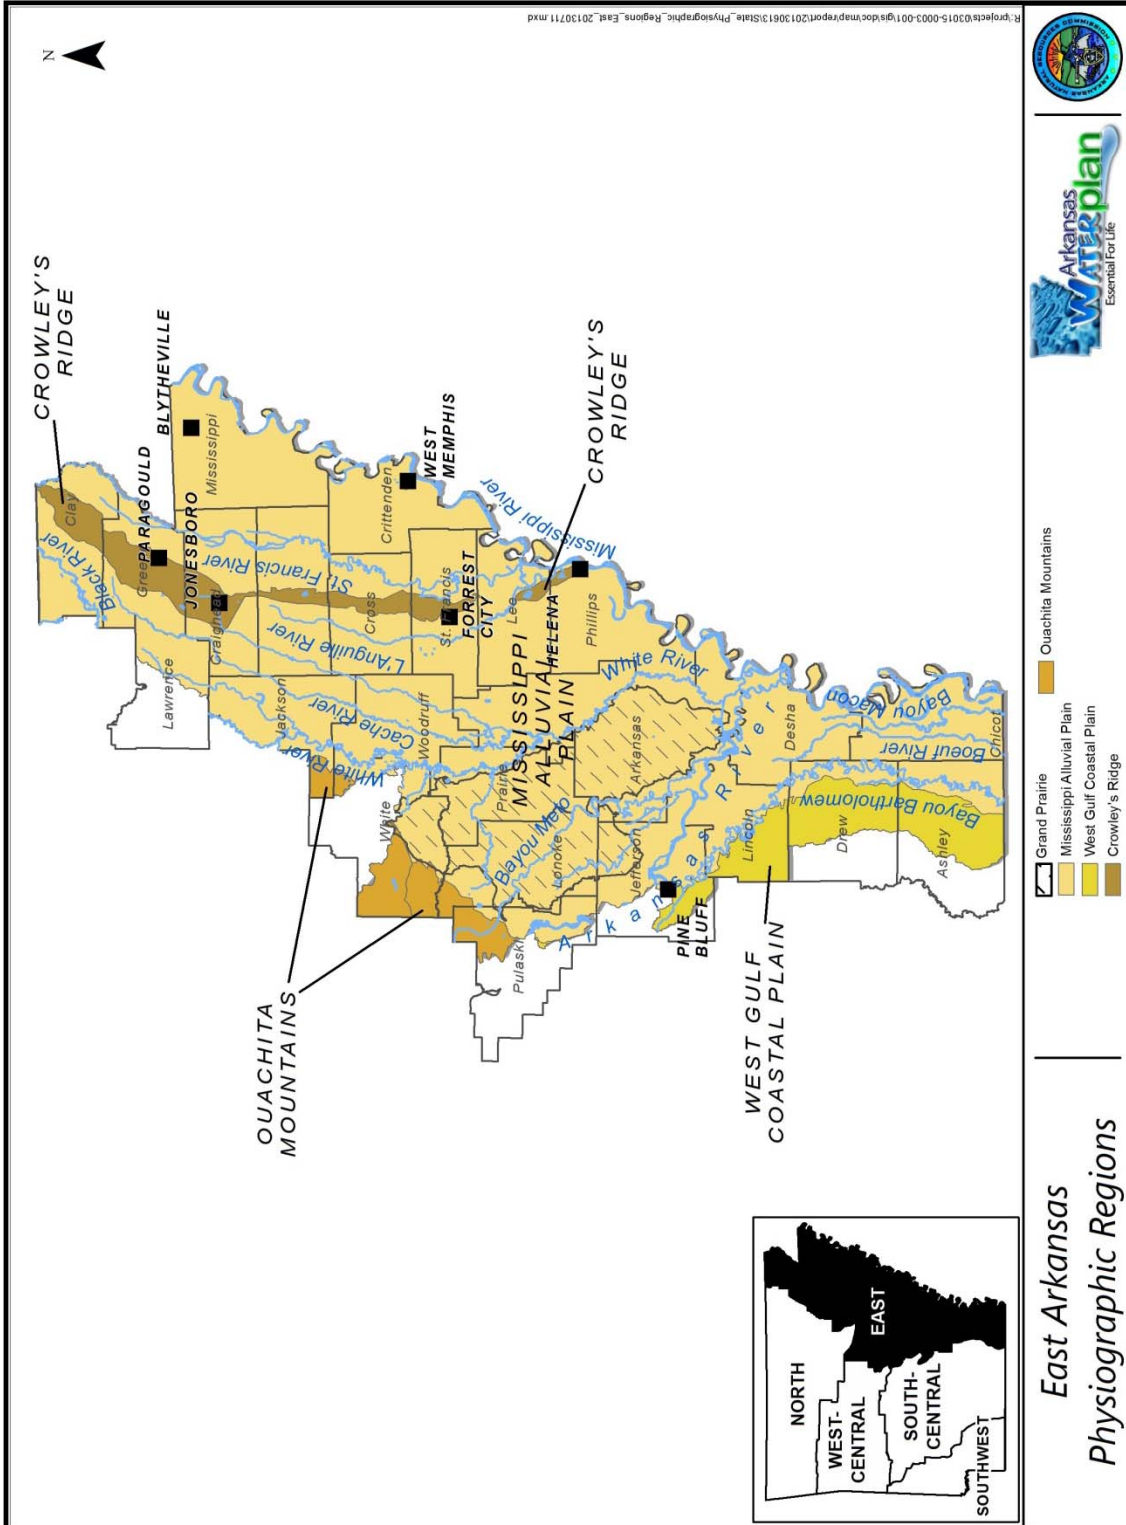 R:\projects\03015-0003-001\gis\doc\map\report\20130613\State_Physiographic_Regions_East_20130711.mxd
N
CROWLEY'S
RIDGE
BLYTHEVILLE
PARAGOULD
JONESBORO
WEST
MEMPHIS
CROWLEY'S
RIDGE
FORREST
CITY
HELENA
MISSISSIPPI
ALLUVIAL
PLAIN
OUACHITA
MOUNTAINS
PINE
BLUFF
WEST GULF
COASTAL PLAIN
Clay
Greene
Mississippi
Craighead
Lawrence
Crittenden
Cross
Jackson
St. Francis
Woodruff
Lee
White
Prairie
Phillips
Lonoke
Arkansas
Pulaski
Jefferson
Lincoln
Desha
Drew
Ashley
Chicot
Black River
St. Francis River
L'Anguille River
Cache River
White River
Mississippi River
White River
Bayou Meto
Arkansas River
Bayou Bartholomew
Boeuf River
Bayou Macon
NORTH
WEST-
CENTRAL
EAST
SOUTH-
CENTRAL
SOUTHWEST
East Arkansas
Physiographic Regions
Grand Prairie
Mississippi Alluvial Plain
West Gulf Coastal Plain
Crowley's Ridge
Ouachita Mountains
Arkansas
WATERplan
Essential For Life
ARKANSAS NATURAL RESOURCES COMMISSION